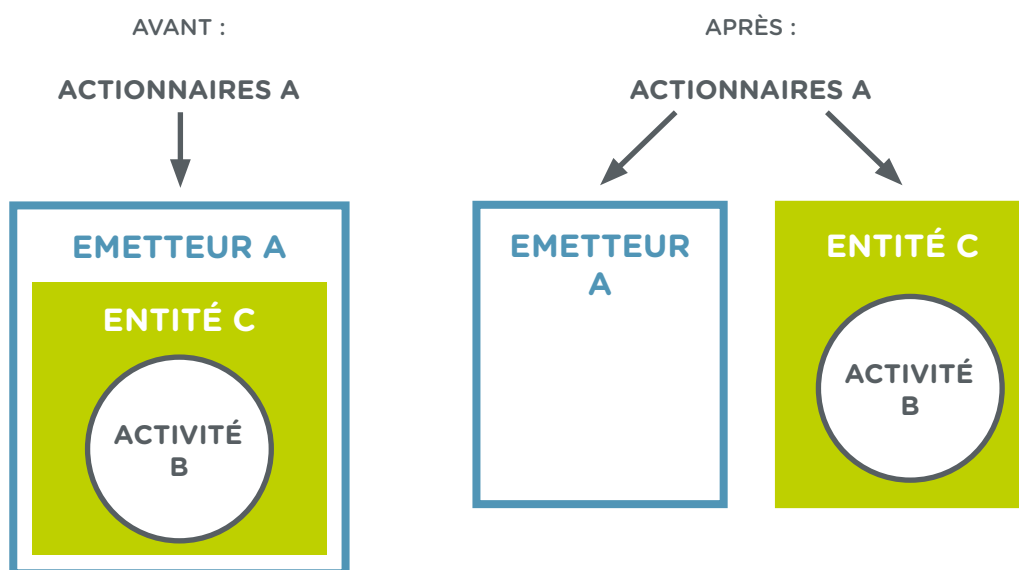 AVANT :
ACTIONNAIRES A
EMETTEUR A
ENTITÉ C
ACTIVITÉ
B
APRÈS :
ACTIONNAIRES A
EMETTEUR
A
ENTITÉ C
ACTIVITÉ
B